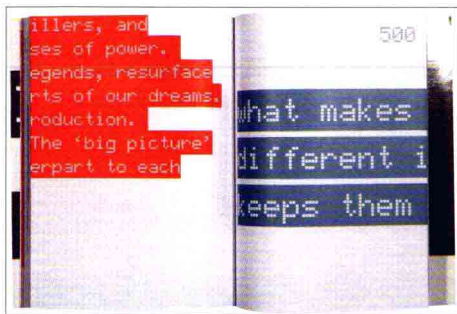 illers, and
ses of power.
egends, resurface
rts of our dreams.
roduction.
The ‘big picture’
erpart to each
500
what makes
different i
keeps them